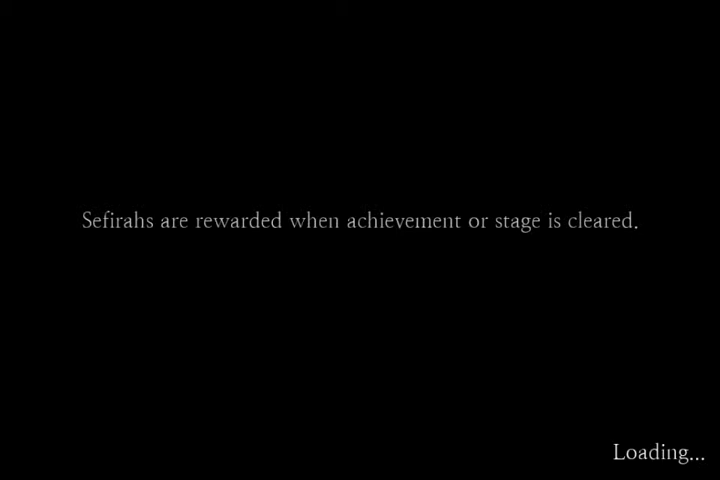 Sefirahs are rewarded when achievement or stage is cleared.
Loading...